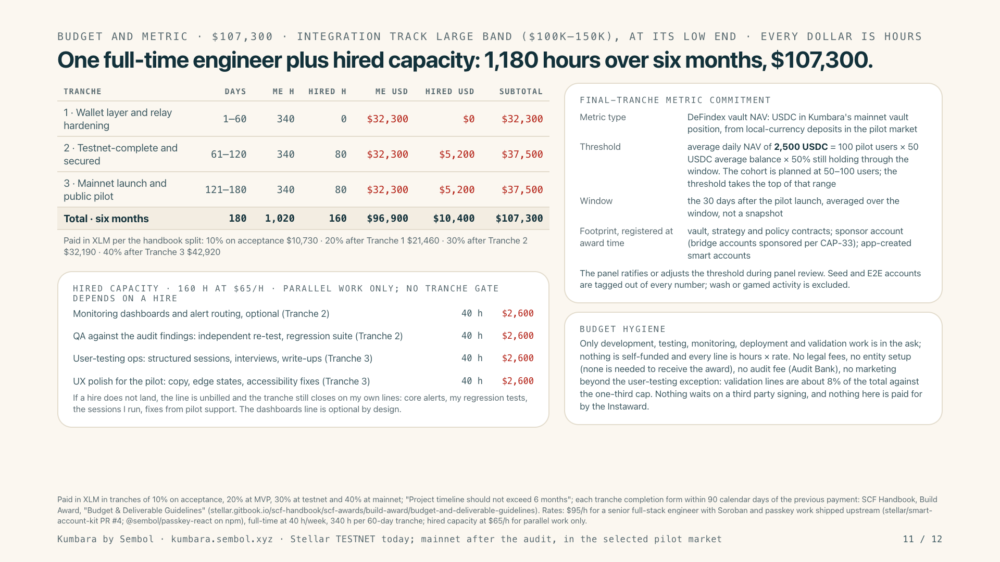 BUDGET AND METRIC · $107,300 · INTEGRATION TRACK LARGE BAND ($100K–150K), AT ITS LOW END · EVERY DOLLAR IS HOURS
One full-time engineer plus hired capacity: 1,180 hours over six months, $107,300.
TRANCHE DAYS ME H HIRED H ME USD HIRED USD SUBTOTAL
1 · Wallet layer and relay
hardening 1–60 340 0 $32,300 $0 $32,300
2 · Testnet-complete and
secured 61–120 340 80 $32,300 $5,200 $37,500
3 · Mainnet launch and
public pilot 121–180 340 80 $32,300 $5,200 $37,500
Total · six months 180 1,020 160 $96,900 $10,400 $107,300
Paid in XLM per the handbook split: 10% on acceptance $10,730 · 20% after Tranche 1 $21,460 · 30% after Tranche 2
$32,190 · 40% after Tranche 3 $42,920
HIRED CAPACITY · 160 H AT $65/H · PARALLEL WORK ONLY; NO TRANCHE GATE
DEPENDS ON A HIRE
Monitoring dashboards and alert routing, optional (Tranche 2) 40 h $2,600
QA against the audit findings: independent re-test, regression suite (Tranche 2) 40 h $2,600
User-testing ops: structured sessions, interviews, write-ups (Tranche 3) 40 h $2,600
UX polish for the pilot: copy, edge states, accessibility fixes (Tranche 3) 40 h $2,600
If a hire does not land, the line is unbilled and the tranche still closes on my own lines: core alerts, my regression tests,
the sessions I run, fixes from pilot support. The dashboards line is optional by design.
FINAL-TRANCHE METRIC COMMITMENT
Metric type DeFindex vault NAV: USDC in Kumbara's mainnet vault
position, from local-currency deposits in the pilot market
Threshold average daily NAV of 2,500 USDC = 100 pilot users × 50
USDC average balance × 50% still holding through the
window. The cohort is planned at 50–100 users; the
threshold takes the top of that range
Window the 30 days after the pilot launch, averaged over the
window, not a snapshot
Footprint, registered at vault, strategy and policy contracts; sponsor account
award time (bridge accounts sponsored per CAP-33); app-created
smart accounts
The panel ratifies or adjusts the threshold during panel review. Seed and E2E accounts
are tagged out of every number; wash or gamed activity is excluded.
BUDGET HYGIENE
Only development, testing, monitoring, deployment and validation work is in the ask;
nothing is self-funded and every line is hours × rate. No legal fees, no entity setup
(none is needed to receive the award), no audit fee (Audit Bank), no marketing
beyond the user-testing exception: validation lines are about 8% of the total against
the one-third cap. Nothing waits on a third party signing, and nothing here is paid for
by the Instaward.
Paid in XLM in tranches of 10% on acceptance, 20% at MVP, 30% at testnet and 40% at mainnet; "Project timeline should not exceed 6 months"; each tranche completion form within 90 calendar days of the previous payment: SCF Handbook, Build
Award, "Budget & Deliverable Guidelines" (stellar.gitbook.io/scf-handbook/scf-awards/build-award/budget-and-deliverable-guidelines). Rates: $95/h for a senior full-stack engineer with Soroban and passkey work shipped upstream (stellar/smart-
account-kit PR #4; @sembol/passkey-react on npm), full-time at 40 h/week, 340 h per 60-day tranche; hired capacity at $65/h for parallel work only.
Kumbara by Sembol · kumbara.sembol.xyz · Stellar TESTNET today; mainnet after the audit, in the selected pilot market 11 / 12